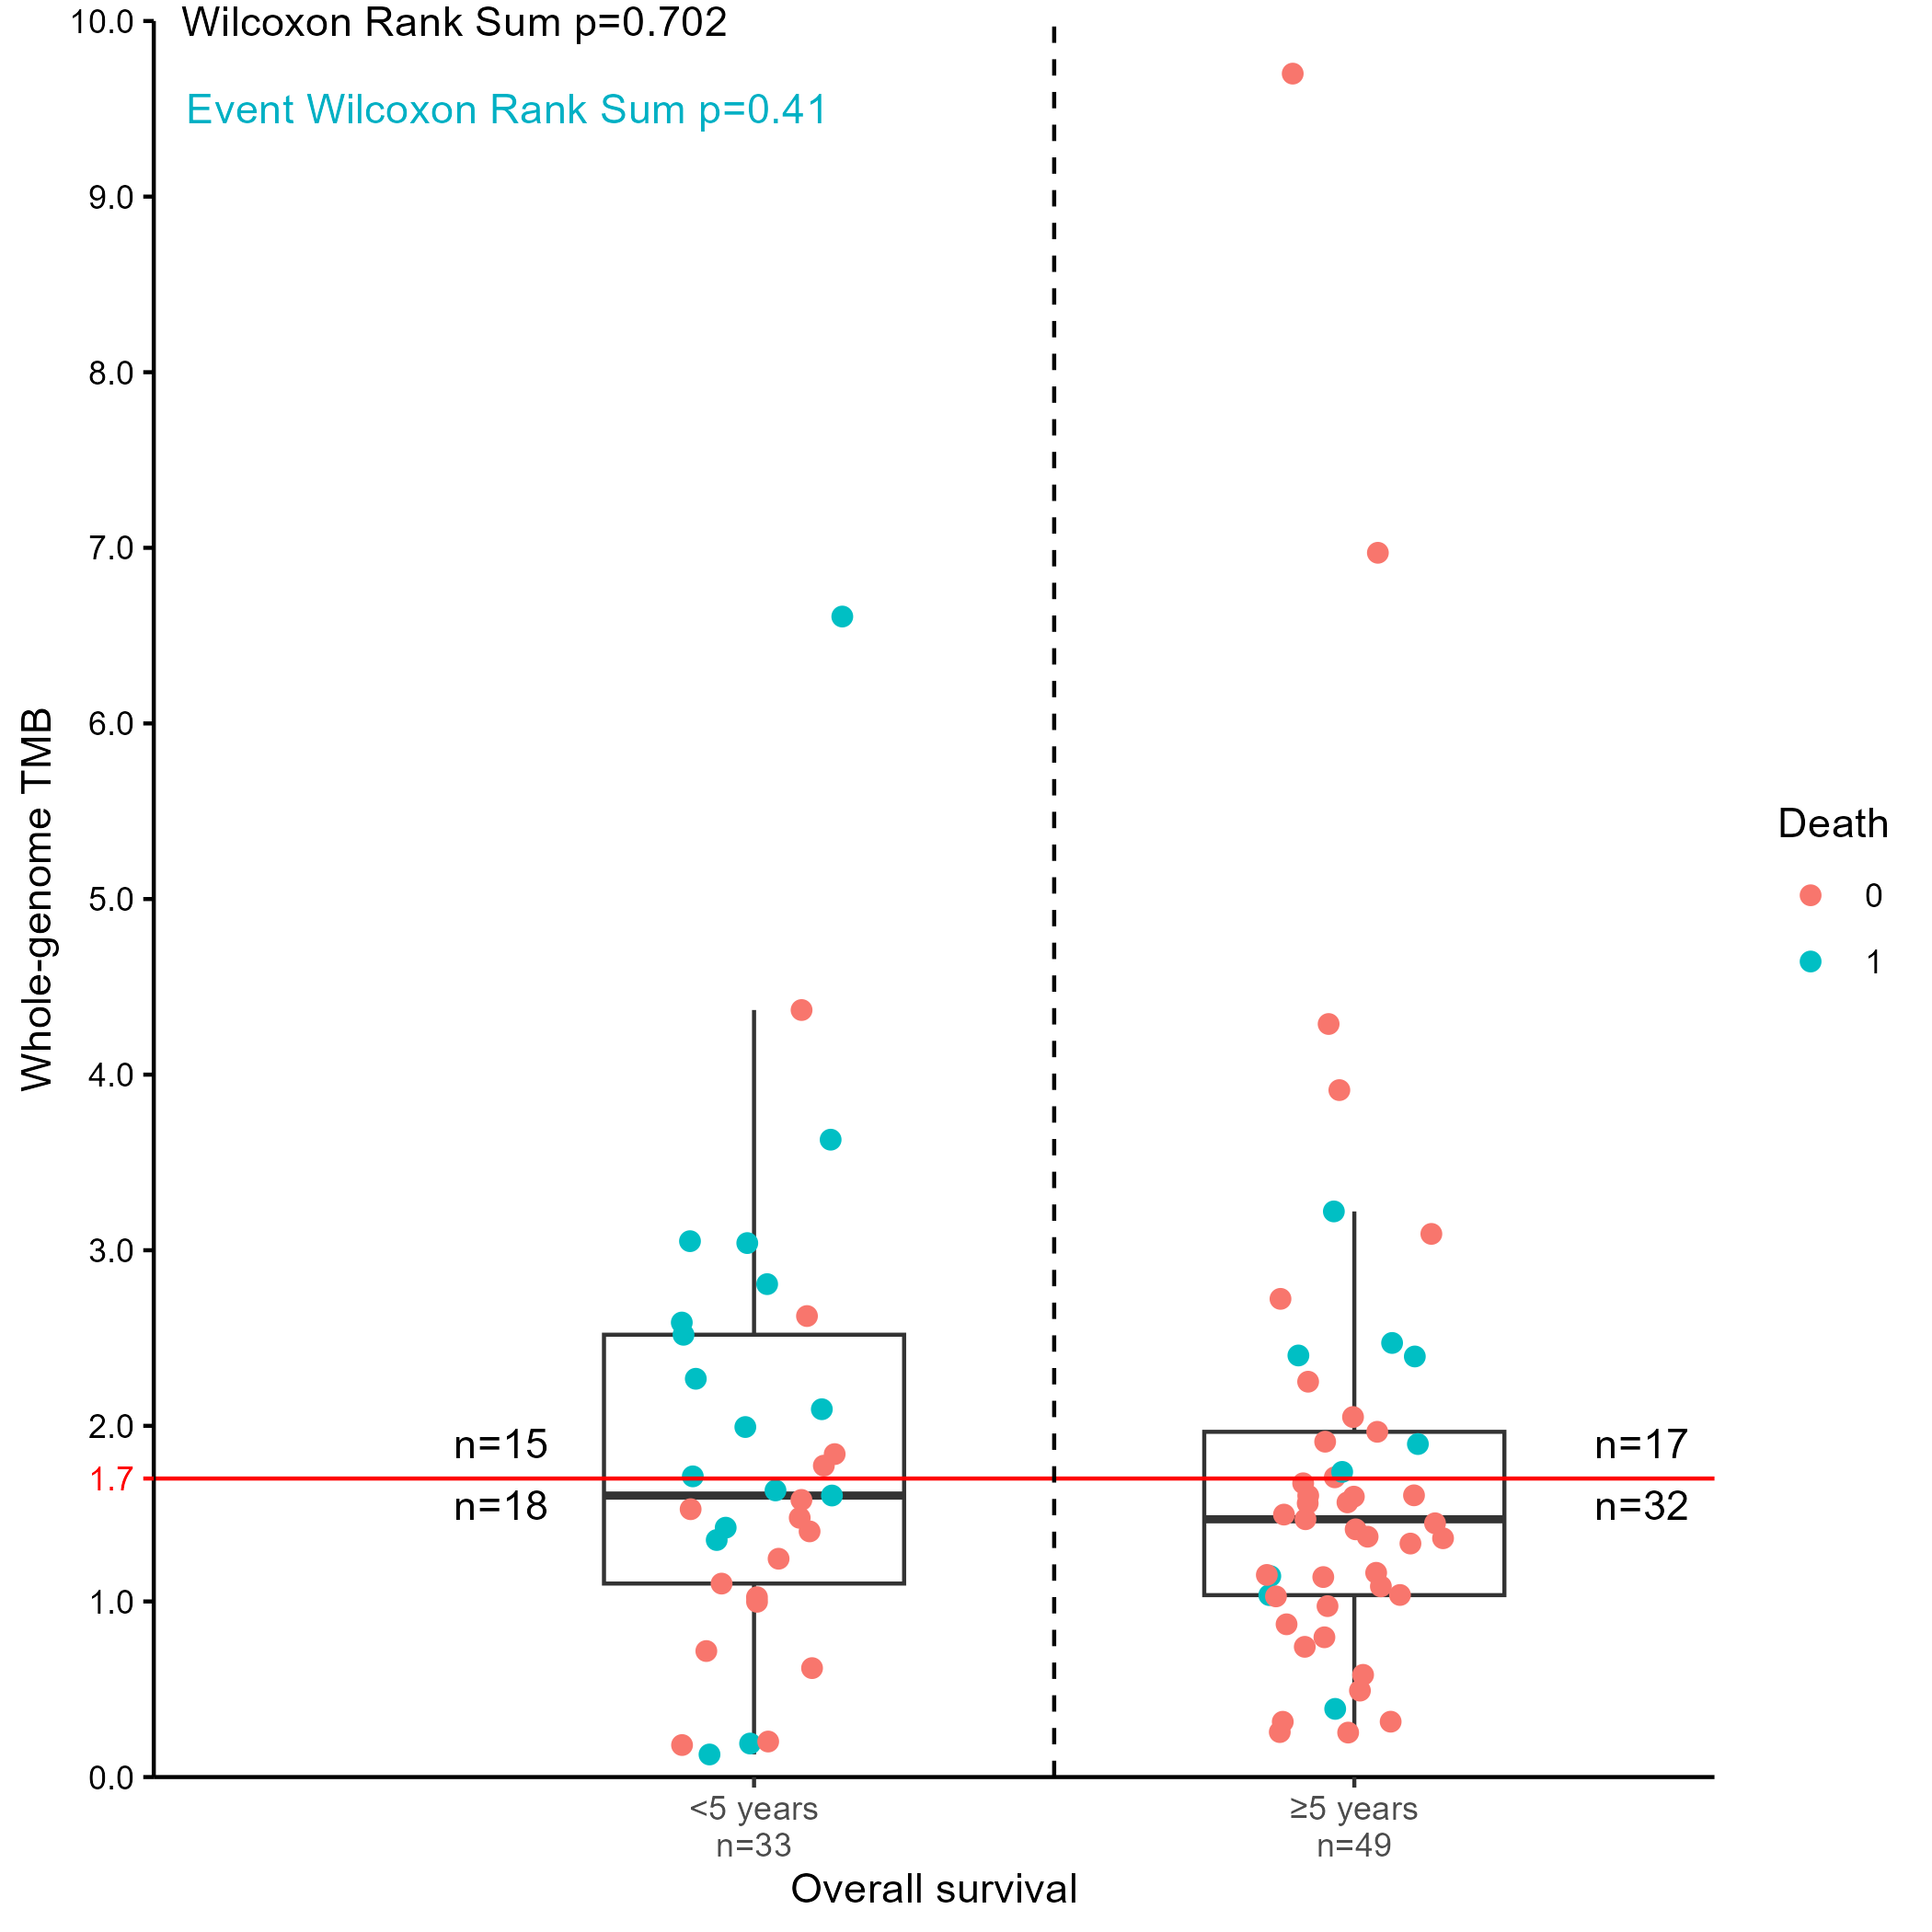 Wilcoxon Rank Sum p=0.702
Event Wilcoxon Rank Sum p=0.41
10.0
9.0
8.0
7.0
6.0
5.0
4.0
3.0
2.0
1.7
1.0
0.0
Whole-genome TMB
n=15
n=18
n=17
n=32
<5 years
n=33
≥5 years
n=49
Overall survival
Death
0
1